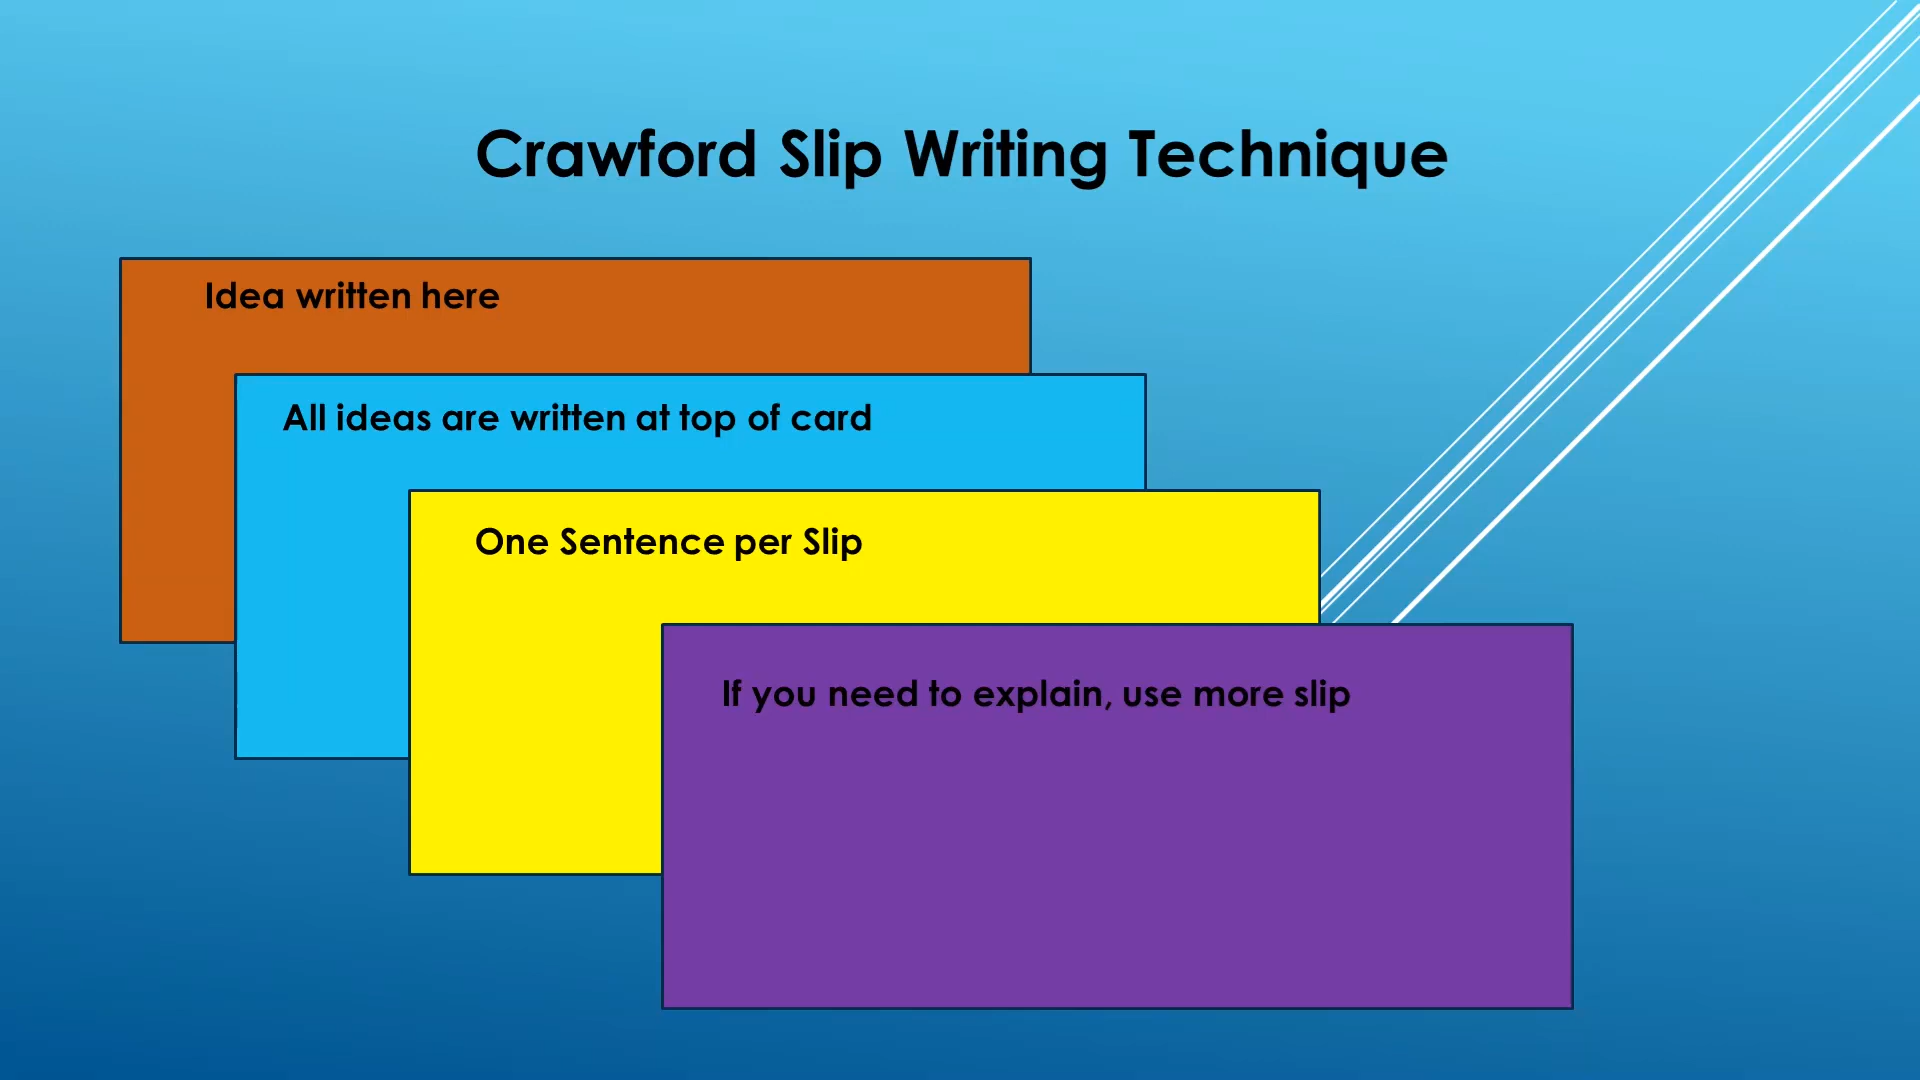 Crawford Slip Writing Technique
Idea written here
All ideas are written at top of card
One Sentence per Slip
If you need to explain, use more slip